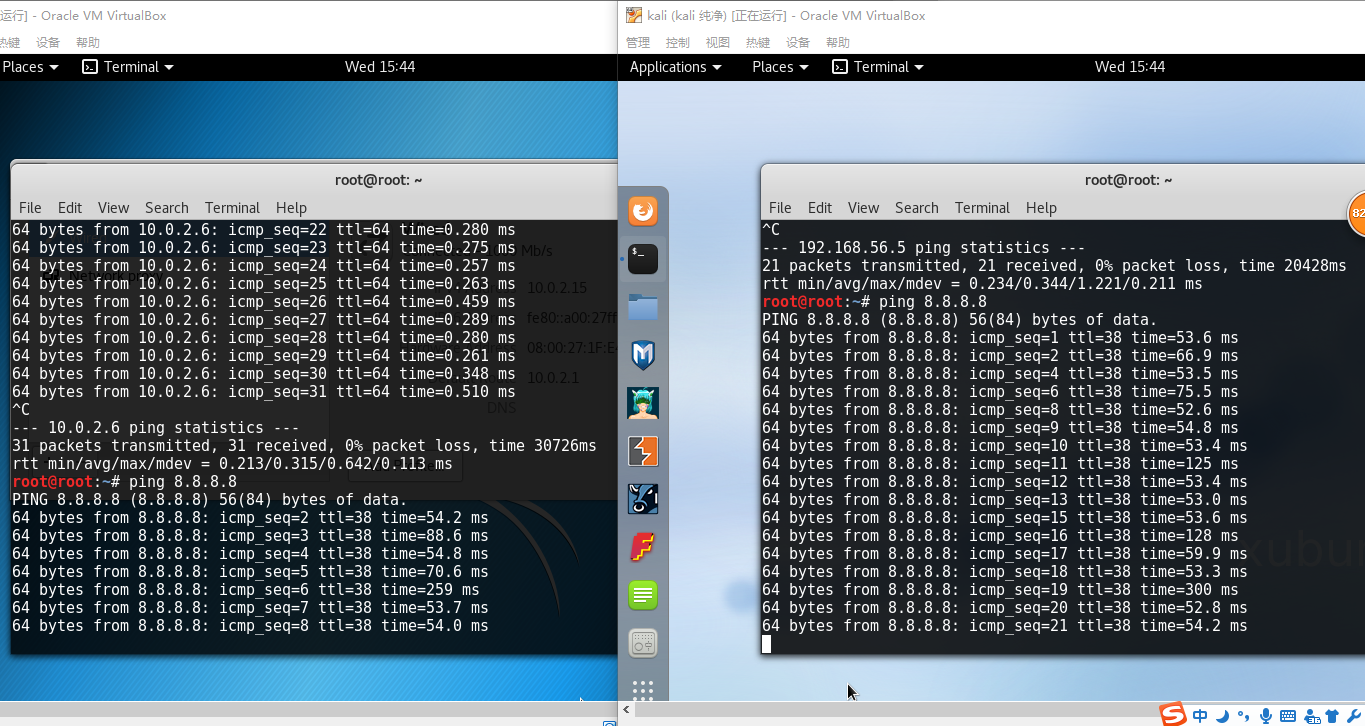 运行] - Oracle VM VirtualBox
热键 设备 帮助
Places Terminal Wed 15:44
root@root: ~
File Edit View Search Terminal Help
64 bytes from 10.0.2.6: icmp_seq=22 ttl=64 time=0.280 ms
64 bytes from 10.0.2.6: icmp_seq=23 ttl=64 time=0.275 ms
64 bytes from 10.0.2.6: icmp_seq=24 ttl=64 time=0.257 ms
64 bytes from 10.0.2.6: icmp_seq=25 ttl=64 time=0.263 ms
64 bytes from 10.0.2.6: icmp_seq=26 ttl=64 time=0.459 ms
64 bytes from 10.0.2.6: icmp_seq=27 ttl=64 time=0.289 ms
64 bytes from 10.0.2.6: icmp_seq=28 ttl=64 time=0.280 ms
64 bytes from 10.0.2.6: icmp_seq=29 ttl=64 time=0.261 ms
64 bytes from 10.0.2.6: icmp_seq=30 ttl=64 time=0.348 ms
64 bytes from 10.0.2.6: icmp_seq=31 ttl=64 time=0.510 ms
^C
--- 10.0.2.6 ping statistics ---
31 packets transmitted, 31 received, 0% packet loss, time 30726ms
rtt min/avg/max/mdev = 0.213/0.315/0.642/0.113 ms
root@root:~# ping 8.8.8.8
PING 8.8.8.8 (8.8.8.8) 56(84) bytes of data.
64 bytes from 8.8.8.8: icmp_seq=2 ttl=38 time=54.2 ms
64 bytes from 8.8.8.8: icmp_seq=3 ttl=38 time=88.6 ms
64 bytes from 8.8.8.8: icmp_seq=4 ttl=38 time=54.8 ms
64 bytes from 8.8.8.8: icmp_seq=5 ttl=38 time=70.6 ms
64 bytes from 8.8.8.8: icmp_seq=6 ttl=38 time=259 ms
64 bytes from 8.8.8.8: icmp_seq=7 ttl=38 time=53.7 ms
64 bytes from 8.8.8.8: icmp_seq=8 ttl=38 time=54.0 ms
Mb/s
Network proxy
10.0.2.15
fe80::a00:27ff
08:00:27:1F:E
10.0.2.1
DNS
kali (kali 纯净) [正在运行] - Oracle VM VirtualBox
管理 控制 视图 热键 设备 帮助
Applications Places Terminal Wed 15:44
root@root: ~
File Edit View Search Terminal Help
^C
--- 192.168.56.5 ping statistics ---
21 packets transmitted, 21 received, 0% packet loss, time 20428ms
rtt min/avg/max/mdev = 0.234/0.344/1.221/0.211 ms
root@root:~# ping 8.8.8.8
PING 8.8.8.8 (8.8.8.8) 56(84) bytes of data.
64 bytes from 8.8.8.8: icmp_seq=1 ttl=38 time=53.6 ms
64 bytes from 8.8.8.8: icmp_seq=2 ttl=38 time=66.9 ms
64 bytes from 8.8.8.8: icmp_seq=4 ttl=38 time=53.5 ms
64 bytes from 8.8.8.8: icmp_seq=6 ttl=38 time=75.5 ms
64 bytes from 8.8.8.8: icmp_seq=8 ttl=38 time=52.6 ms
64 bytes from 8.8.8.8: icmp_seq=9 ttl=38 time=54.8 ms
64 bytes from 8.8.8.8: icmp_seq=10 ttl=38 time=53.4 ms
64 bytes from 8.8.8.8: icmp_seq=11 ttl=38 time=125 ms
64 bytes from 8.8.8.8: icmp_seq=12 ttl=38 time=53.4 ms
64 bytes from 8.8.8.8: icmp_seq=13 ttl=38 time=53.0 ms
64 bytes from 8.8.8.8: icmp_seq=15 ttl=38 time=53.6 ms
64 bytes from 8.8.8.8: icmp_seq=16 ttl=38 time=128 ms
64 bytes from 8.8.8.8: icmp_seq=17 ttl=38 time=59.9 ms
64 bytes from 8.8.8.8: icmp_seq=18 ttl=38 time=53.3 ms
64 bytes from 8.8.8.8: icmp_seq=19 ttl=38 time=300 ms
64 bytes from 8.8.8.8: icmp_seq=20 ttl=38 time=52.8 ms
64 bytes from 8.8.8.8: icmp_seq=21 ttl=38 time=54.2 ms
82
xubu
中